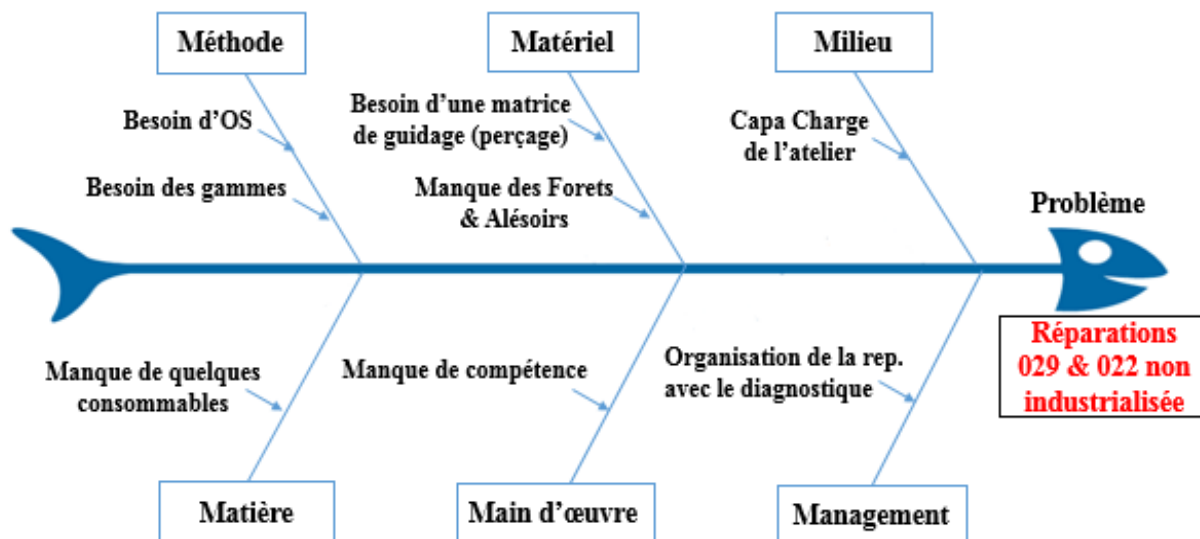 Méthode
Matériel
Milieu
Besoin d'OS
Besoin des gammes
Besoin d'une matrice
de guidage (perçage)
Manque des Forets
& Alésoirs
Capa Charge
de l'atelier
Problème
Réparations
029 & 022 non
industrialisée
Manque de quelques
consommables
Manque de compétence
Organisation de la rep.
avec le diagnostique
Matière
Main d'œuvre
Management